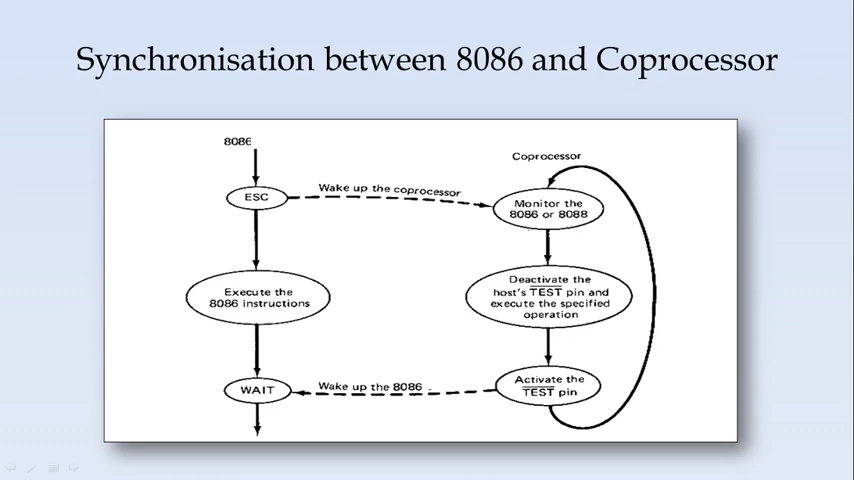 Synchronisation between 8086 and Coprocessor
8086
Coprocessor
ESC
Wake up the coprocessor
Monitor the
8086 or 8088
Execute the
8086 instructions
Deactivate the
host's TEST pin and
execute the specified
operation
WAIT
Wake up the 8086
Activate the
TEST pin